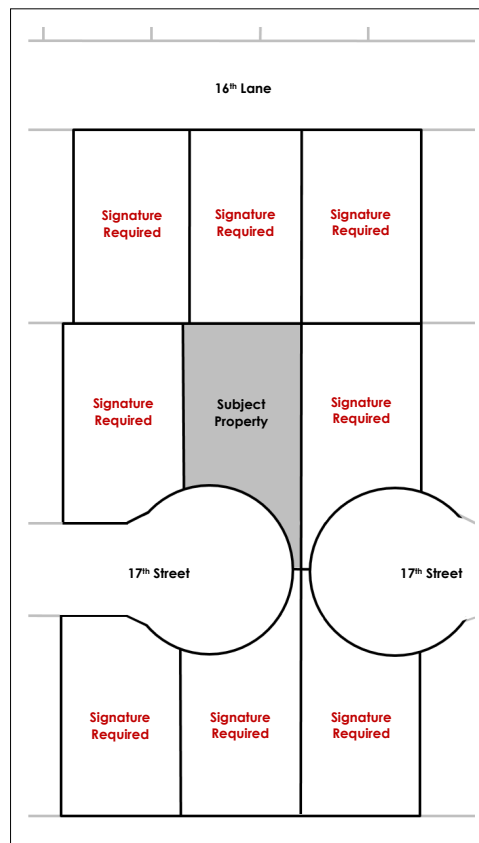 16th Lane
Signature
Required
Signature
Required
Signature
Required
Signature
Required
Subject
Property
Signature
Required
17th Street
17th Street
Signature
Required
Signature
Required
Signature
Required